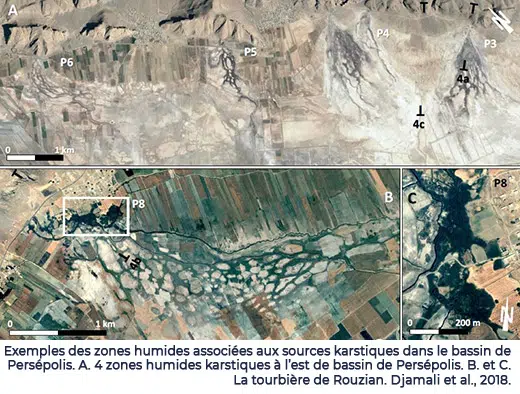 A
T T
N
P6
P5
P4
P3
4a
4c
0 1 km
P8
B
C
P8
0 1 km
0 200 m
N
Exemples des zones humides associées aux sources karstiques dans le bassin de
Persépolis. A. 4 zones humides karstiques à l'est de bassin de Persépolis. B. et C.
La tourbière de Rouzian. Djamali et al., 2018.